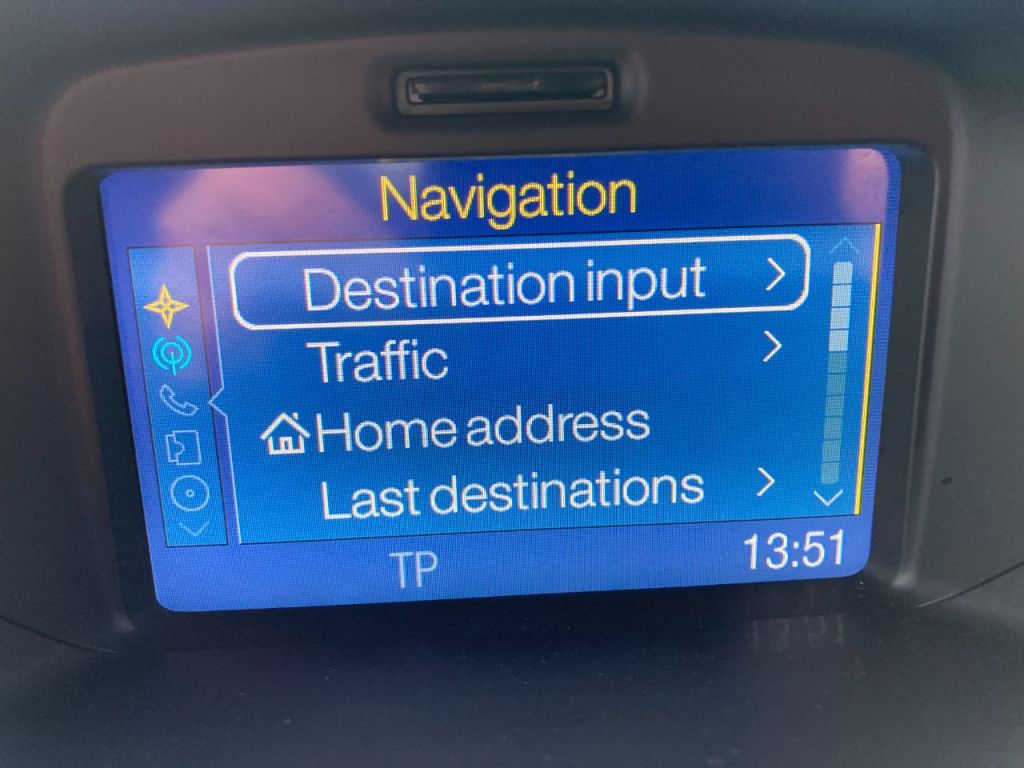 Navigation
Destination input
Traffic
Home address
Last destinations
TP
13:51